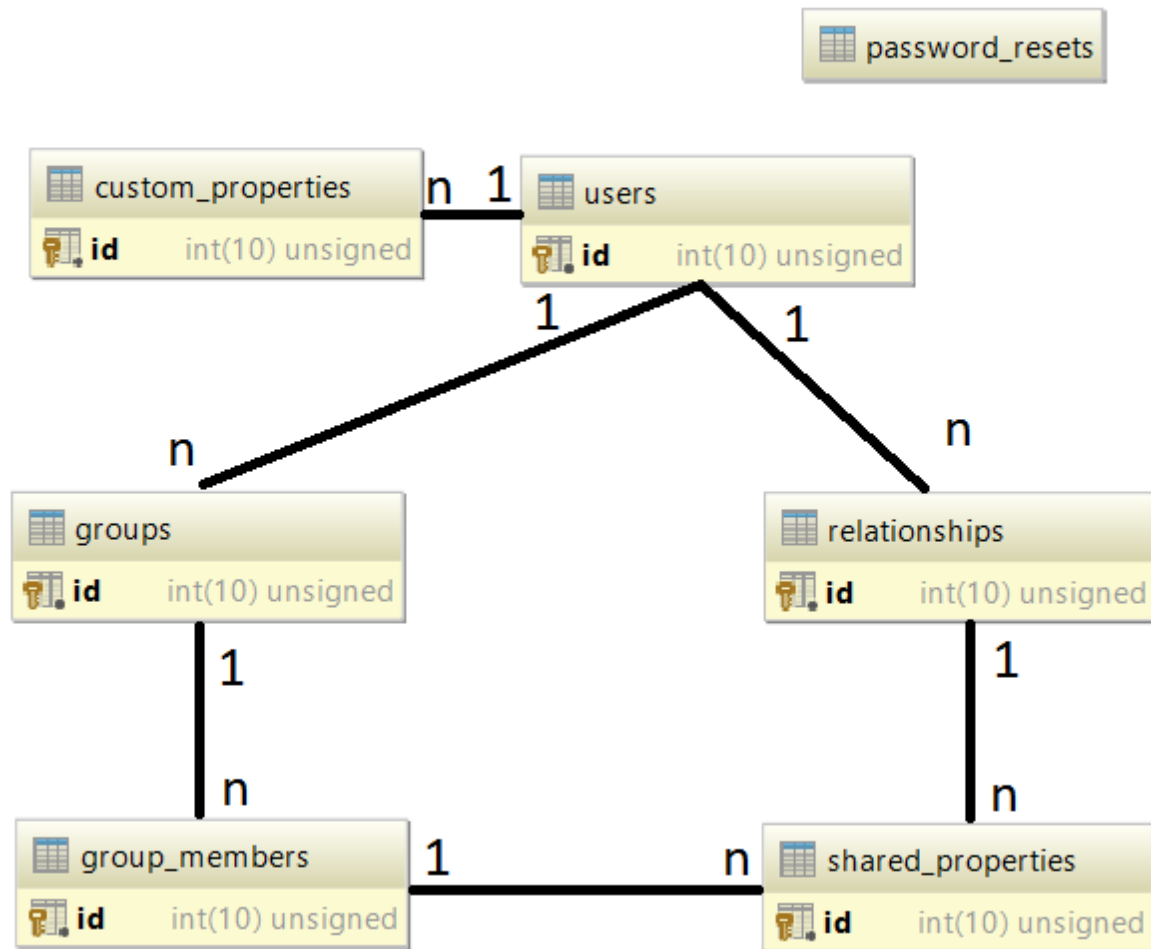 password_resets
custom_properties
n
1
users
id int(10) unsigned
id int(10) unsigned
1
1
n
n
groups
relationships
id int(10) unsigned
id int(10) unsigned
1
1
n
n
group_members
1
n
shared_properties
id int(10) unsigned
id int(10) unsigned